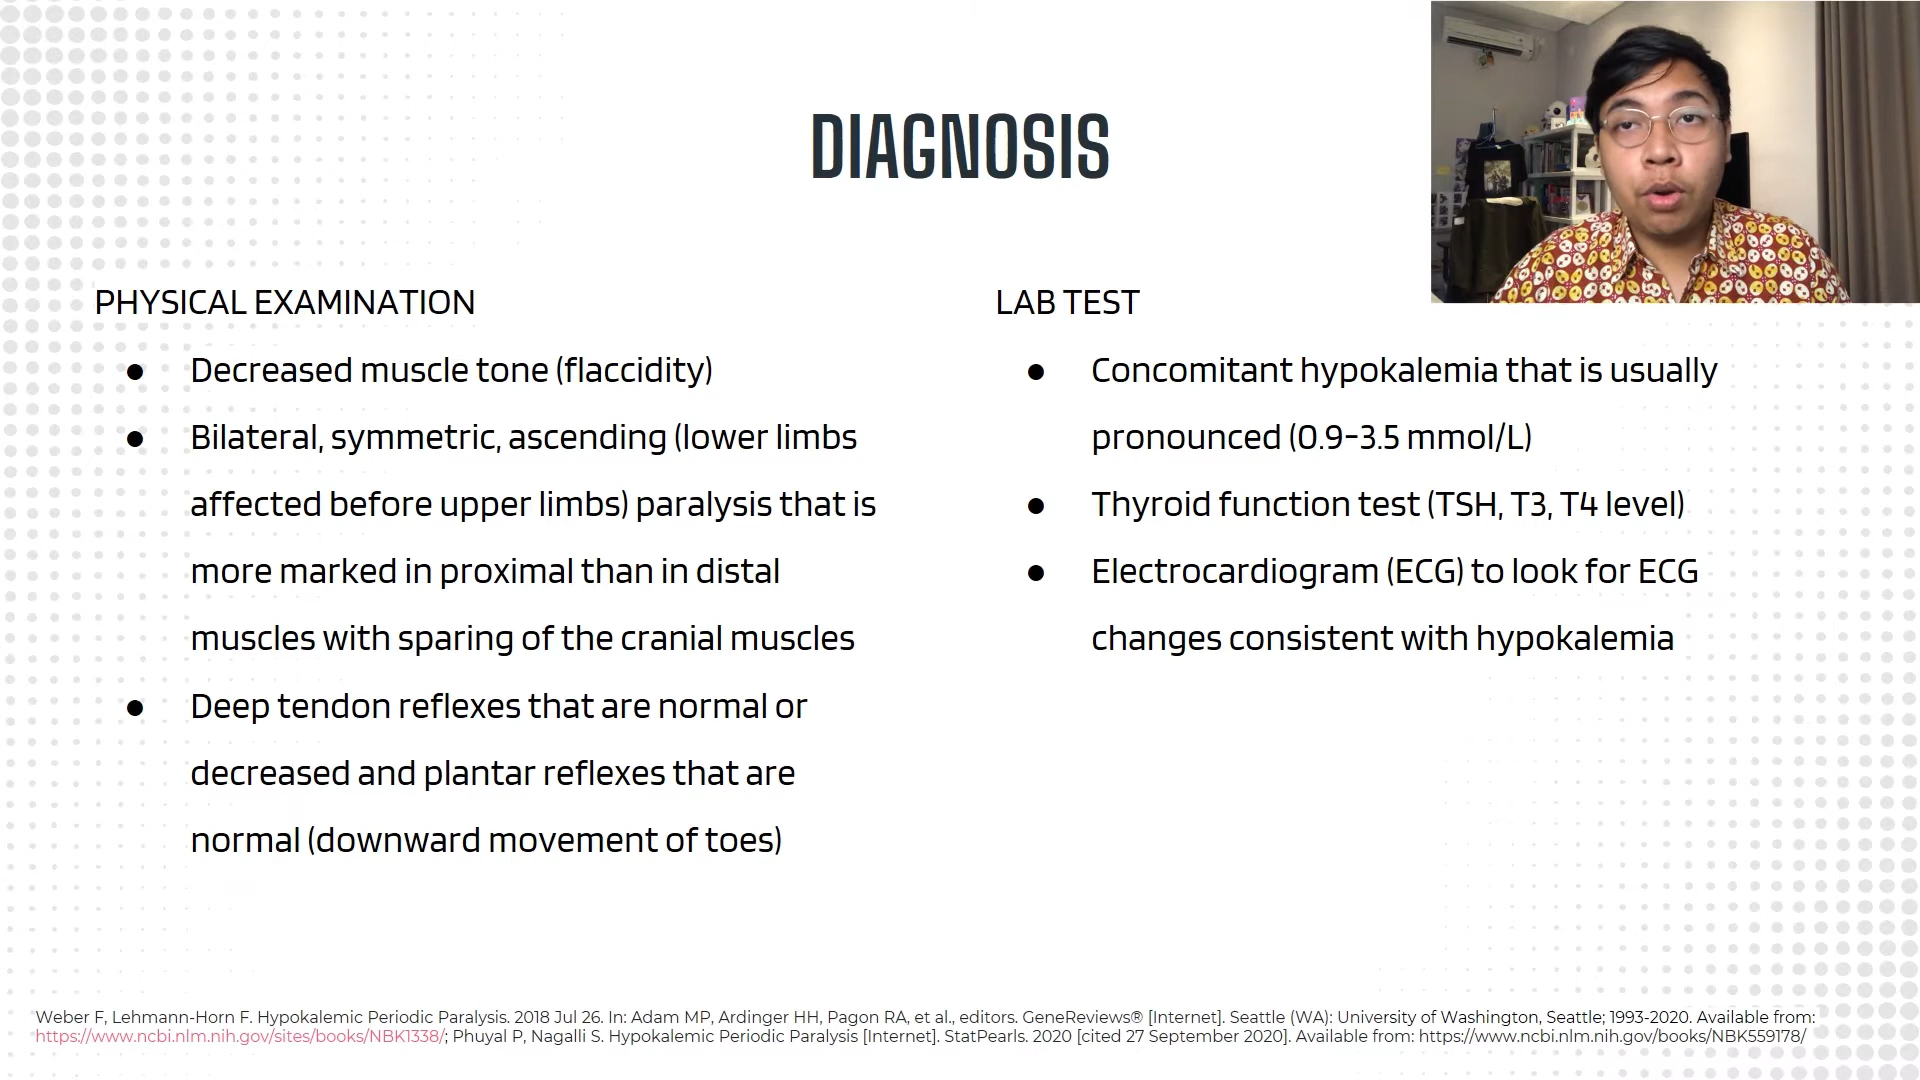 DIAGNOSIS
PHYSICAL EXAMINATION
● Decreased muscle tone (flaccidity)
● Bilateral, symmetric, ascending (lower limbs
affected before upper limbs) paralysis that is
more marked in proximal than in distal
muscles with sparing of the cranial muscles
● Deep tendon reflexes that are normal or
decreased and plantar reflexes that are
normal (downward movement of toes)
LAB TEST
● Concomitant hypokalemia that is usually
pronounced (0.9-3.5 mmol/L)
● Thyroid function test (TSH, T3, T4 level)
● Electrocardiogram (ECG) to look for ECG
changes consistent with hypokalemia
Weber F, Lehmann-Horn F. Hypokalemic Periodic Paralysis. 2018 Jul 26. In: Adam MP, Ardinger HH, Pagon RA, et al., editors. GeneReviews® [Internet]. Seattle (WA): University of Washington, Seattle; 1993-2020. Available from:
https://www.ncbi.nlm.nih.gov/sites/books/NBK1338/; Phuyal P, Nagalli S. Hypokalemic Periodic Paralysis [Internet]. StatPearls. 2020 [cited 27 September 2020]. Available from: https://www.ncbi.nlm.nih.gov/books/NBK559178/